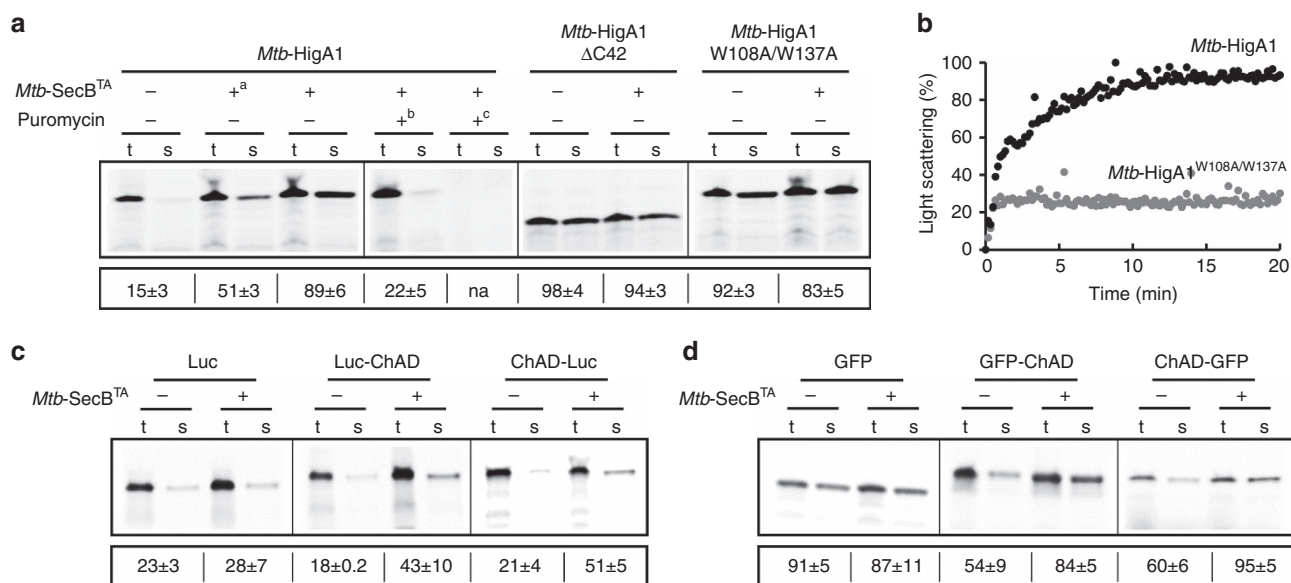 a
Mtb-HigA1
Mtb-HigA1 ΔC42
Mtb-HigA1 W108A/W137A
Mtb-SecB^TA − +^a + + + − + − +
Puromycin − − − +^b +^c − − − −
t s t s t s t s t s t s t s t s t s
15±3 51±3 89±6 22±5 na 98±4 94±3 92±3 83±5
b
Light scattering (%)
100
80
60
40
20
0
Mtb-HigA1
Mtb-HigA1^W108A/W137A
0 5 10 15 20
Time (min)
c
Luc Luc-ChAD ChAD-Luc
Mtb-SecB^TA − + − + − +
t s t s t s t s t s t s
23±3 28±7 18±0.2 43±10 21±4 51±5
d
GFP GFP-ChAD ChAD-GFP
Mtb-SecB^TA − + − + − +
t s t s t s t s t s t s
91±5 87±11 54±9 84±5 60±6 95±5